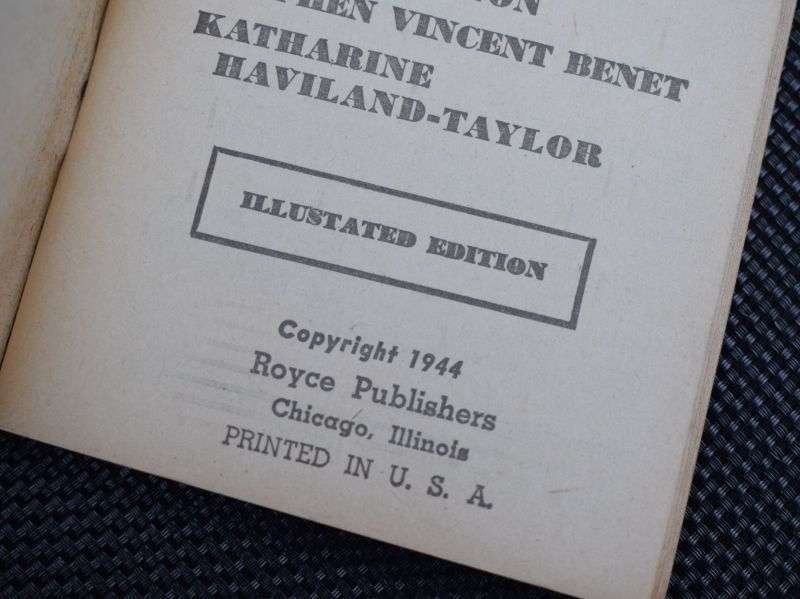 VINCENT BENET
KATHARINE
HAVILAND-TAYLOR
ILLUSTATED EDITION
Copyright 1944
Royce Publishers
Chicago, Illinois
PRINTED IN U. S. A.